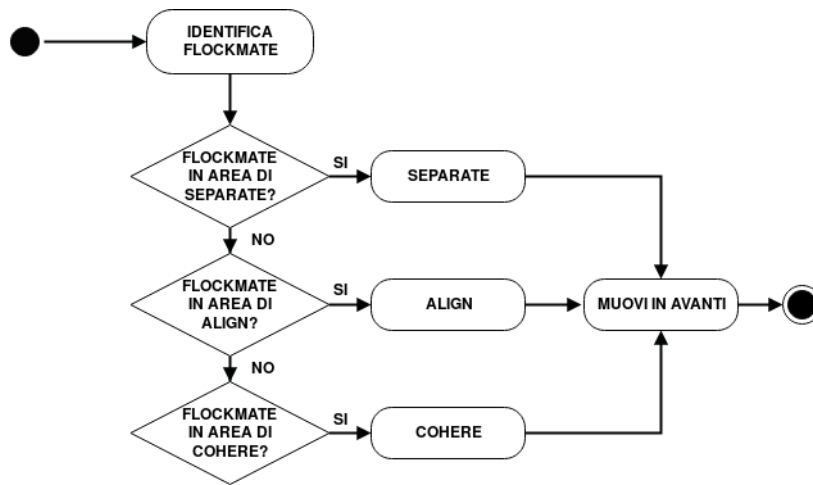 IDENTIFICA
FLOCKMATE
FLOCKMATE
IN AREA DI
SEPARATE?
SI
SEPARATE
NO
FLOCKMATE
IN AREA DI
ALIGN?
SI
ALIGN
MUOVI IN AVANTI
NO
FLOCKMATE
IN AREA DI
COHERE?
SI
COHERE